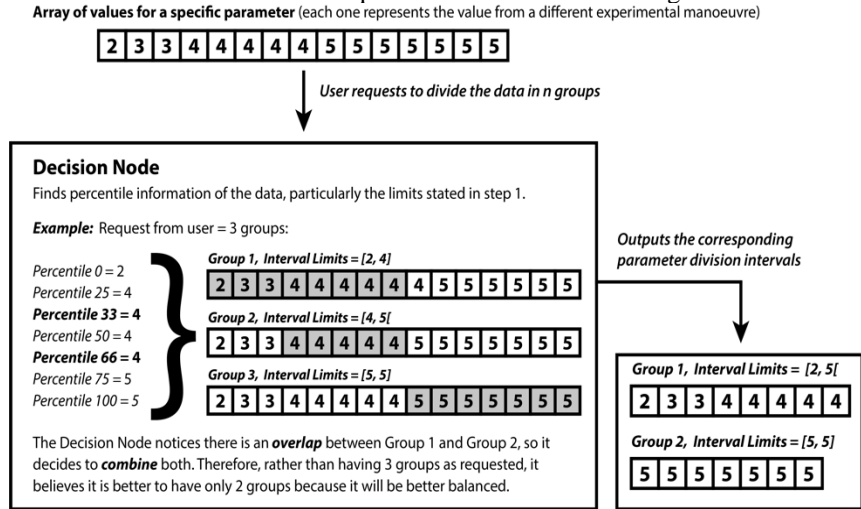 Array of values for a specific parameter (each one represents the value from a different experimental manoeuvre)
2 3 3 4 4 4 4 4 5 5 5 5 5 5 5
User requests to divide the data in n groups
Decision Node
Finds percentile information of the data, particularly the limits stated in step 1.
Example: Request from user = 3 groups:
Percentile 0 = 2
Percentile 25 = 4
Percentile 33 = 4
Percentile 50 = 4
Percentile 66 = 4
Percentile 75 = 5
Percentile 100 = 5
Group 1, Interval Limits = [2, 4]
2 3 3 4 4 4 4 4 4 5 5 5 5 5 5
Group 2, Interval Limits = [4, 5[
2 3 3 4 4 4 4 4 5 5 5 5 5 5 5
Group 3, Interval Limits = [5, 5]
2 3 3 4 4 4 4 4 5 5 5 5 5 5 5
The Decision Node notices there is an overlap between Group 1 and Group 2, so it
decides to combine both. Therefore, rather than having 3 groups as requested, it
believes it is better to have only 2 groups because it will be better balanced.
Outputs the corresponding
parameter division intervals
Group 1, Interval Limits = [2, 5[
2 3 3 4 4 4 4 4
Group 2, Interval Limits = [5, 5]
5 5 5 5 5 5 5